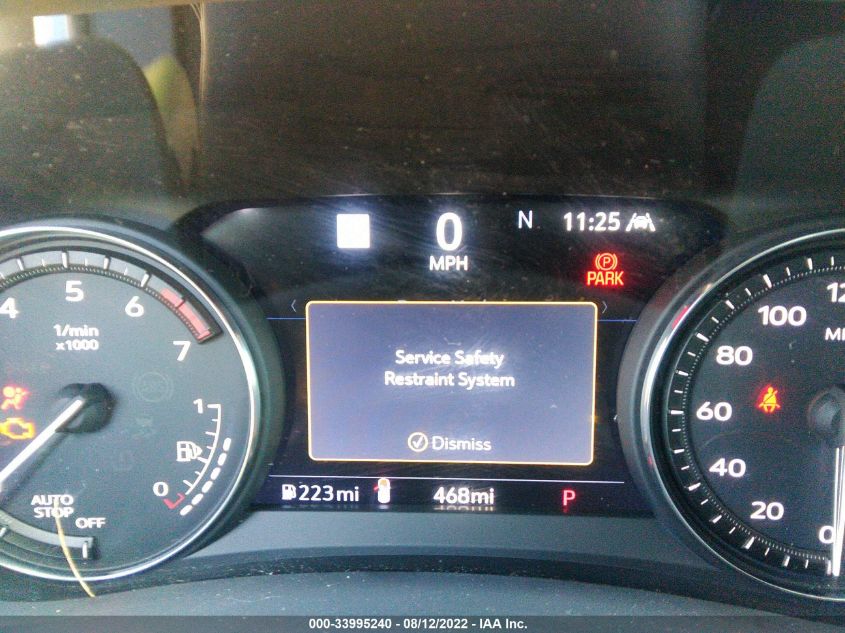 0 N 11:25
MPH
PARK
Service Safety
Restraint System
Dismiss
223mi 468mi P
4 5 6 7
1/min
x1000
1
0
AUTO
STOP
OFF
100
80
60
40
20
0
000-33995240 - 08/12/2022 - IAA Inc.